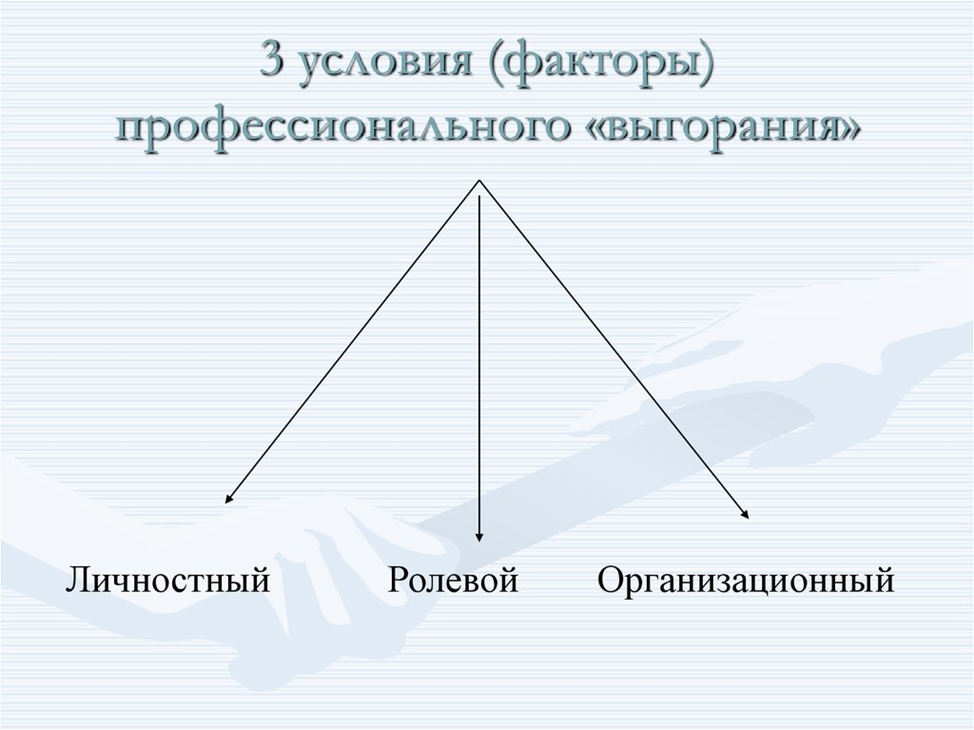 3 условия (факторы)
профессионального «выгорания»
Личностный Ролевой Организационный